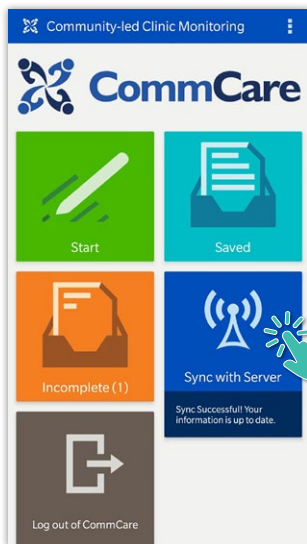 Community-led Clinic Monitoring
CommCare
Start
Saved
Incomplete (1)
Sync with Server
Sync Successful! Your
information is up to date.
Log out of CommCare